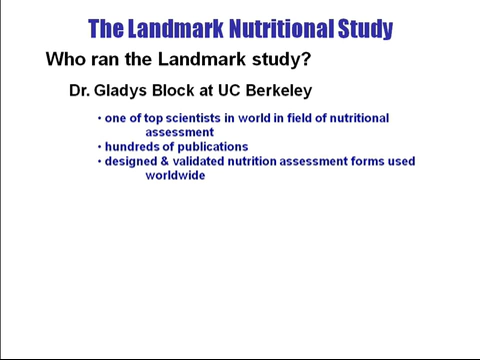 The Landmark Nutritional Study
Who ran the Landmark study?
Dr. Gladys Block at UC Berkeley
• one of top scientists in world in field of nutritional
assessment
• hundreds of publications
• designed & validated nutrition assessment forms used
worldwide